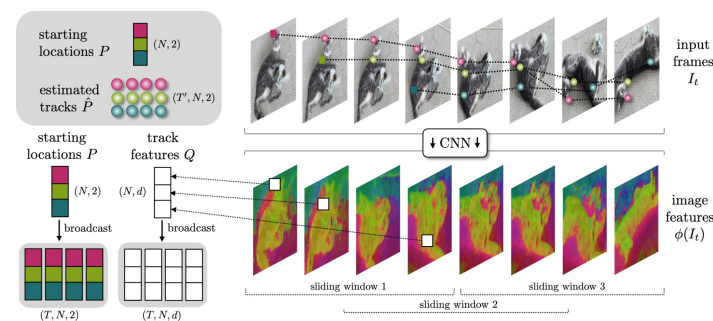 starting
locations P
(N, 2)
estimated
tracks P̂
(T′, N, 2)
input
frames
I_t
↓ CNN ↓
starting
locations P
track
features Q
(N, 2)
(N, d)
broadcast
broadcast
(T, N, 2)
(T, N, d)
image
features
ϕ(I_t)
sliding window 1
sliding window 3
sliding window 2